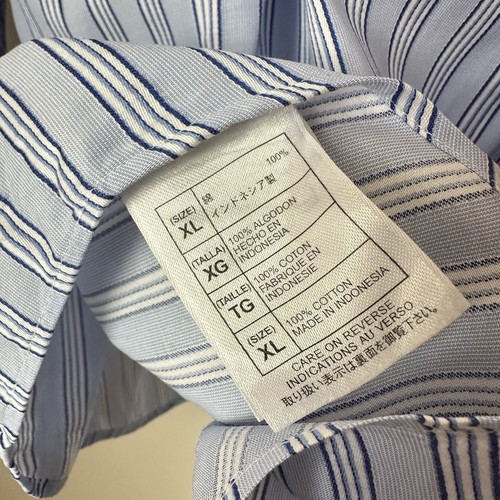 (SIZE)
XL
綿 100%
インドネシア製
(TALLA)
XG
100% ALGODON
HECHO EN
INDONESIA
(TAILLE)
TG
100% COTON
FABRIQUE EN
INDONESIE
(SIZE)
XL
100% COTTON
MADE IN INDONESIA
CARE ON REVERSE
INDICATIONS AU VERSO
取り扱い表示は裏面を御覧下さい。